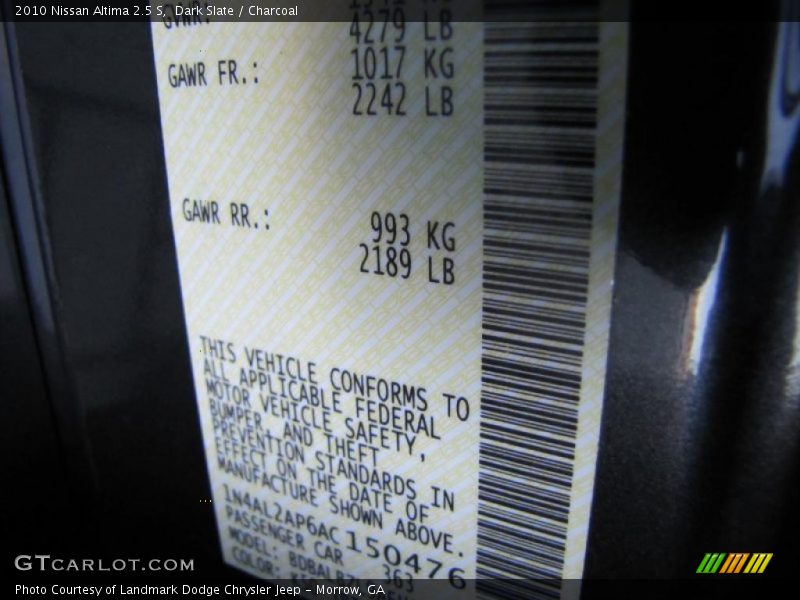 2010 Nissan Altima 2.5 S, Dark Slate / Charcoal
GVWR:
4279 LB
GAWR FR.: 1017 KG
2242 LB
GAWR RR.: 993 KG
2189 LB
THIS VEHICLE CONFORMS TO
ALL APPLICABLE FEDERAL
MOTOR VEHICLE SAFETY,
BUMPER, AND THEFT
PREVENTION STANDARDS IN
EFFECT ON THE DATE OF
MANUFACTURE SHOWN ABOVE.
1N4AL2AP6AC150476
PASSENGER CAR
MODEL: 363
COLOR:
GTCARLOT.COM
Photo Courtesy of Landmark Dodge Chrysler Jeep - Morrow, GA